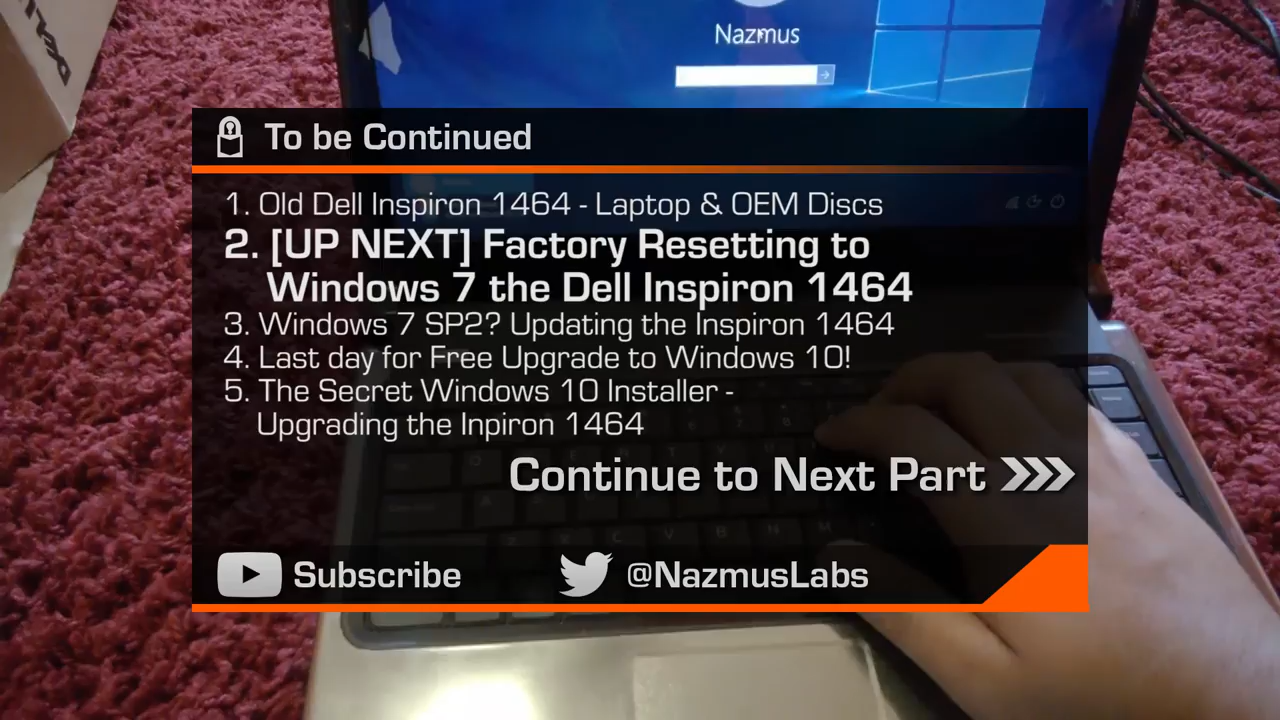 Nazmus
To be Continued
1. Old Dell Inspiron 1464 - Laptop & OEM Discs
2. [UP NEXT] Factory Resetting to
Windows 7 the Dell Inspiron 1464
3. Windows 7 SP2? Updating the Inspiron 1464
4. Last day for Free Upgrade to Windows 10!
5. The Secret Windows 10 Installer -
Upgrading the Inpiron 1464
Continue to Next Part
Subscribe
@NazmusLabs